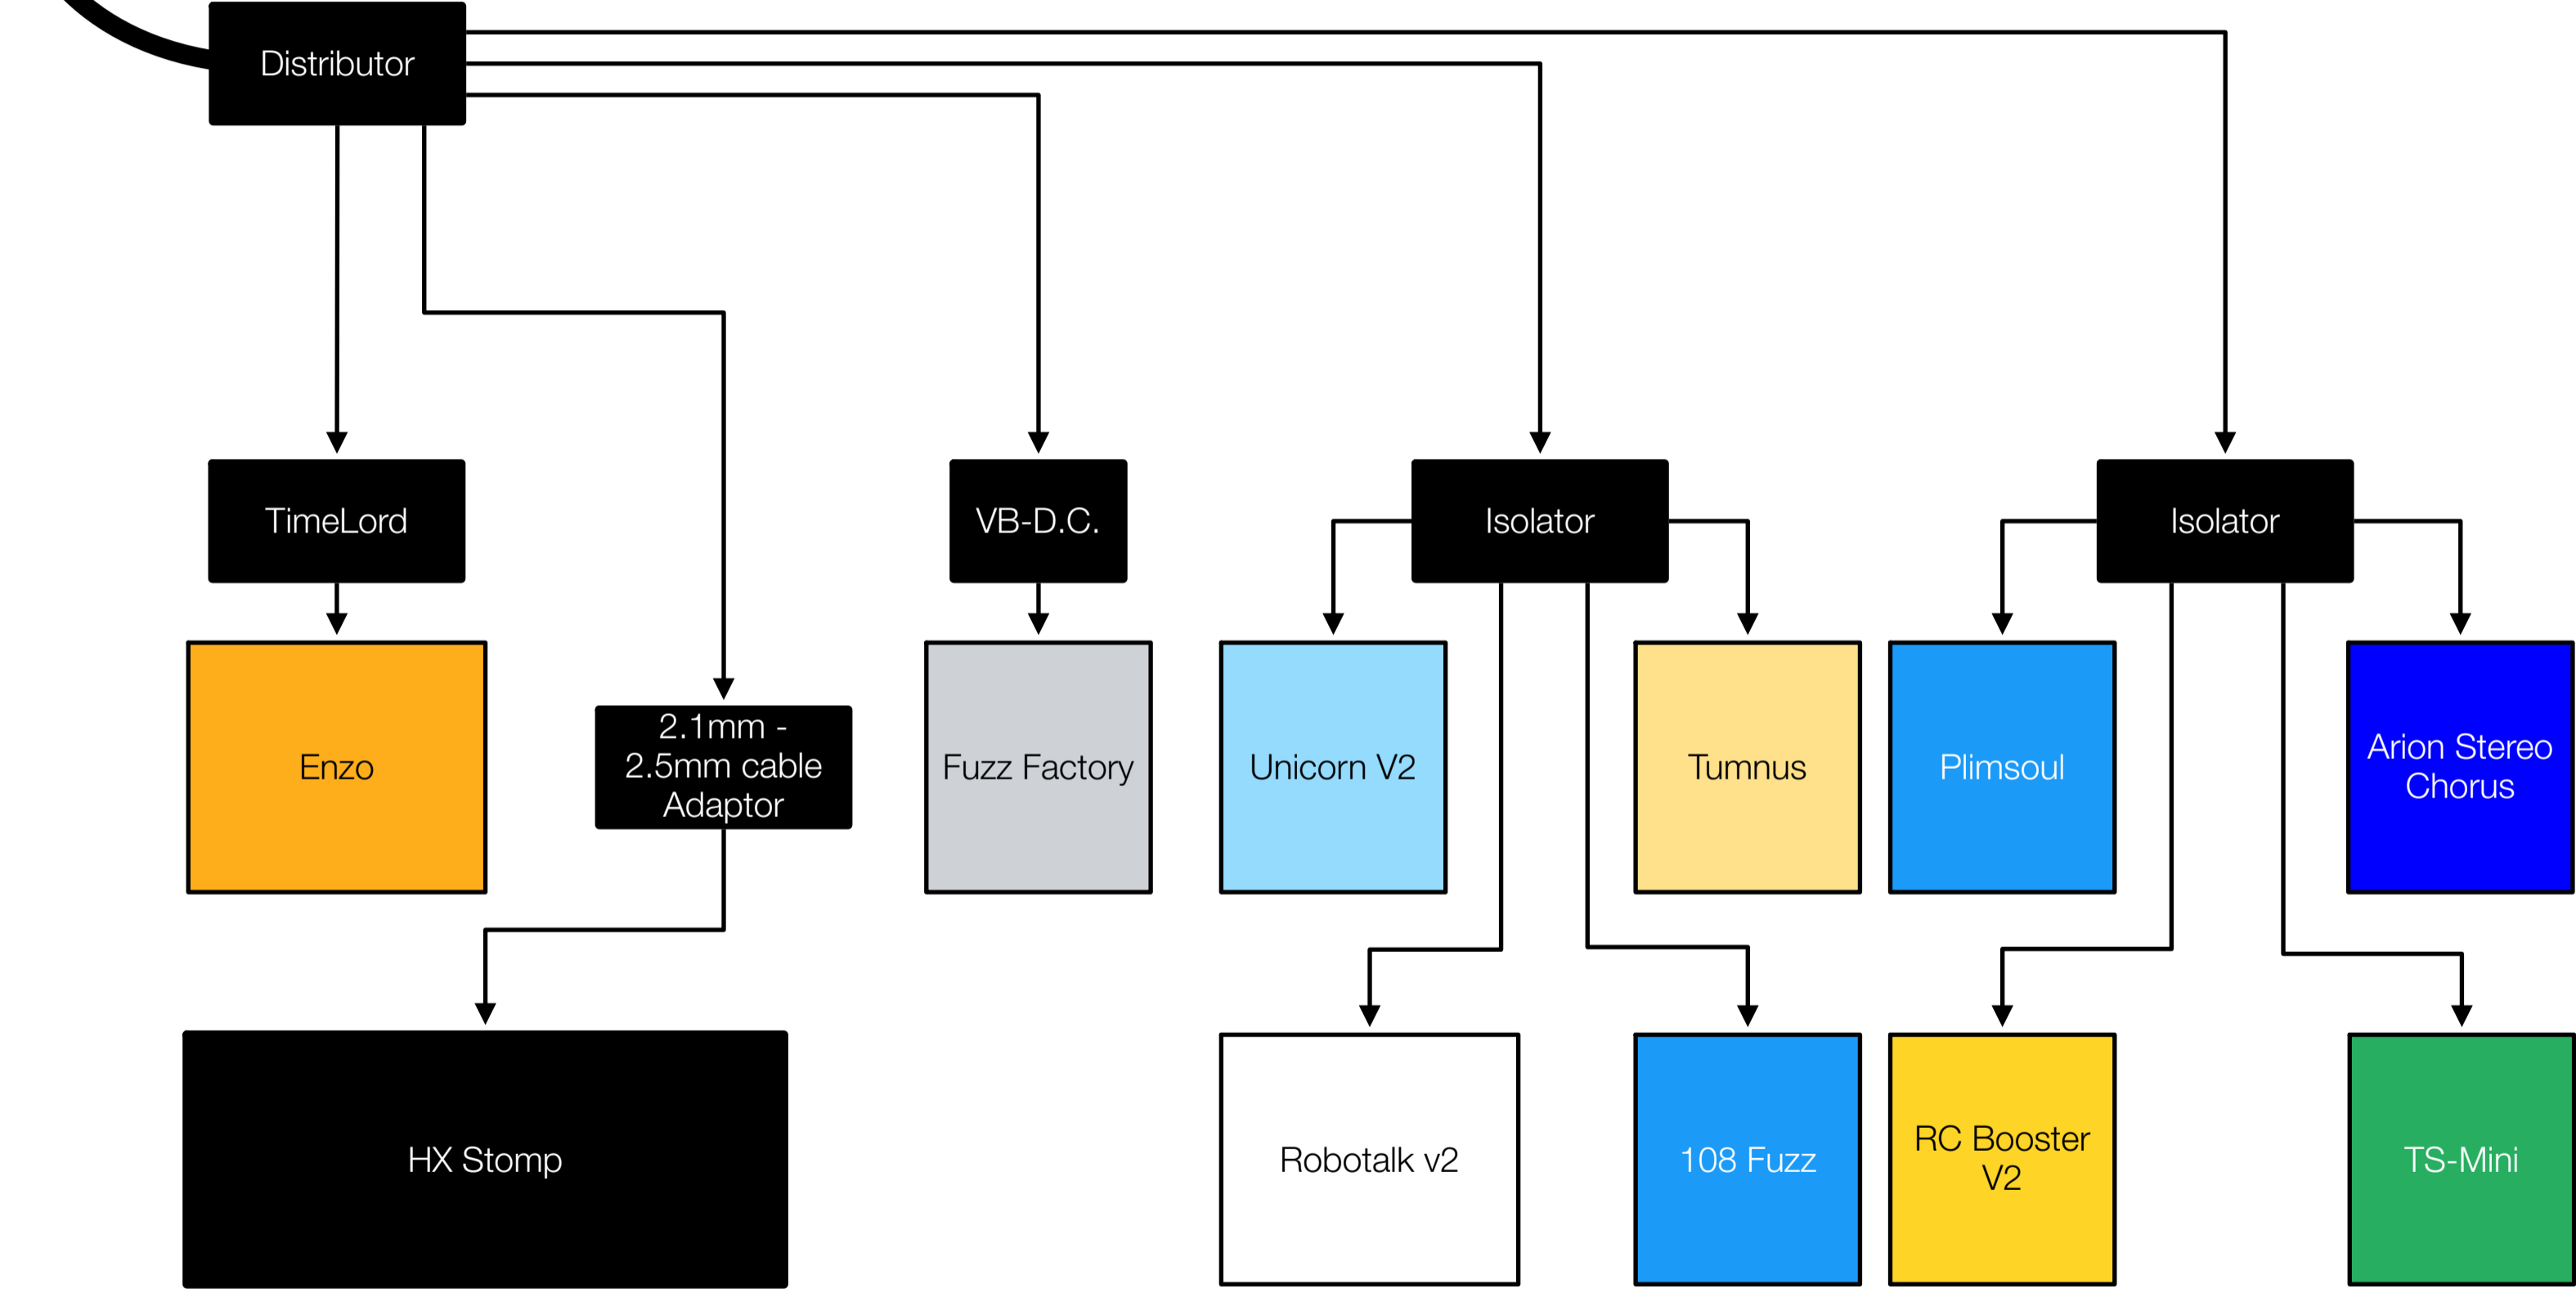 Distributor
TimeLord
VB-D.C.
Isolator
Isolator
Enzo
2.1mm -
2.5mm cable
Adaptor
Fuzz Factory
Unicorn V2
Tumnus
Plimsoul
Arion Stereo
Chorus
HX Stomp
Robotalk v2
108 Fuzz
RC Booster
V2
TS-Mini